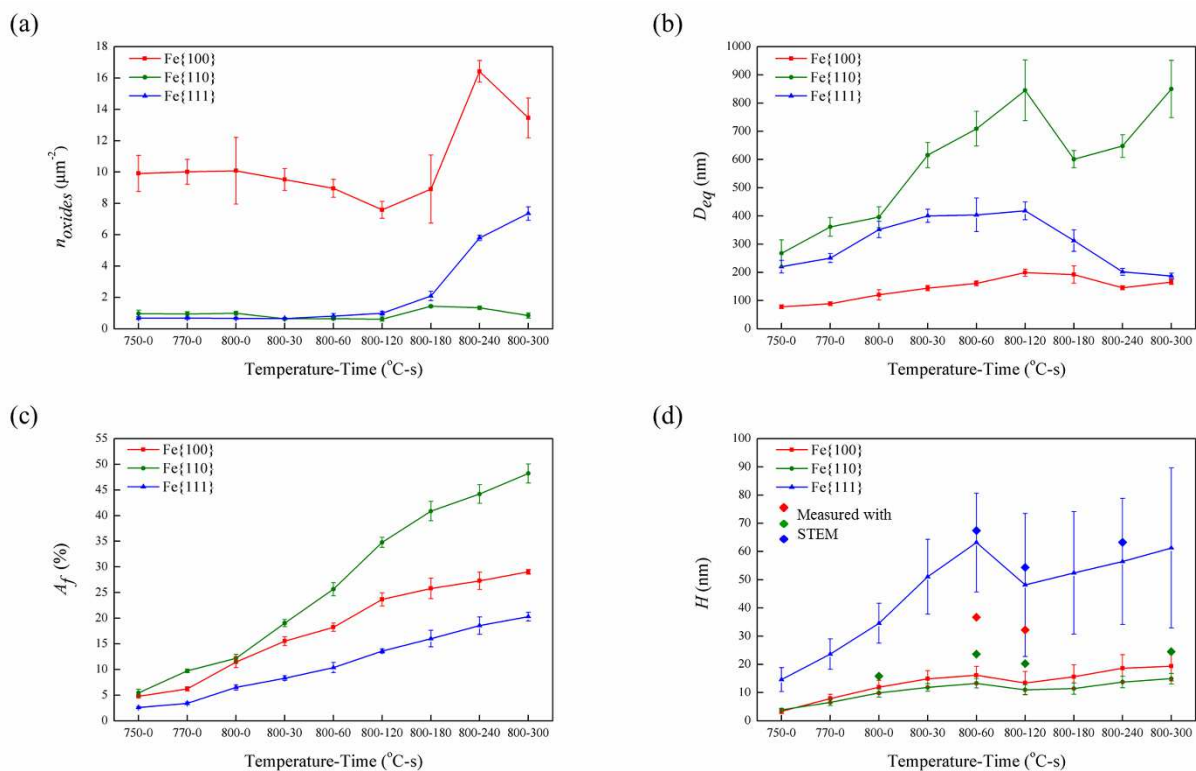 (a)
18
16
14
12
10
8
6
4
2
0
n_oxides (μm⁻²)
Fe{100}
Fe{110}
Fe{111}
750-0 770-0 800-0 800-30 800-60 800-120 800-180 800-240 800-300
Temperature-Time (°C-s)
(b)
1000
900
800
700
600
500
400
300
200
100
0
D_eq (nm)
Fe{100}
Fe{110}
Fe{111}
750-0 770-0 800-0 800-30 800-60 800-120 800-180 800-240 800-300
Temperature-Time (°C-s)
(c)
55
50
45
40
35
30
25
20
15
10
5
0
A_f (%)
Fe{100}
Fe{110}
Fe{111}
750-0 770-0 800-0 800-30 800-60 800-120 800-180 800-240 800-300
Temperature-Time (°C-s)
(d)
100
90
80
70
60
50
40
30
20
10
0
H (nm)
Fe{100}
Fe{110}
Fe{111}
Measured with
STEM
750-0 770-0 800-0 800-30 800-60 800-120 800-180 800-240 800-300
Temperature-Time (°C-s)